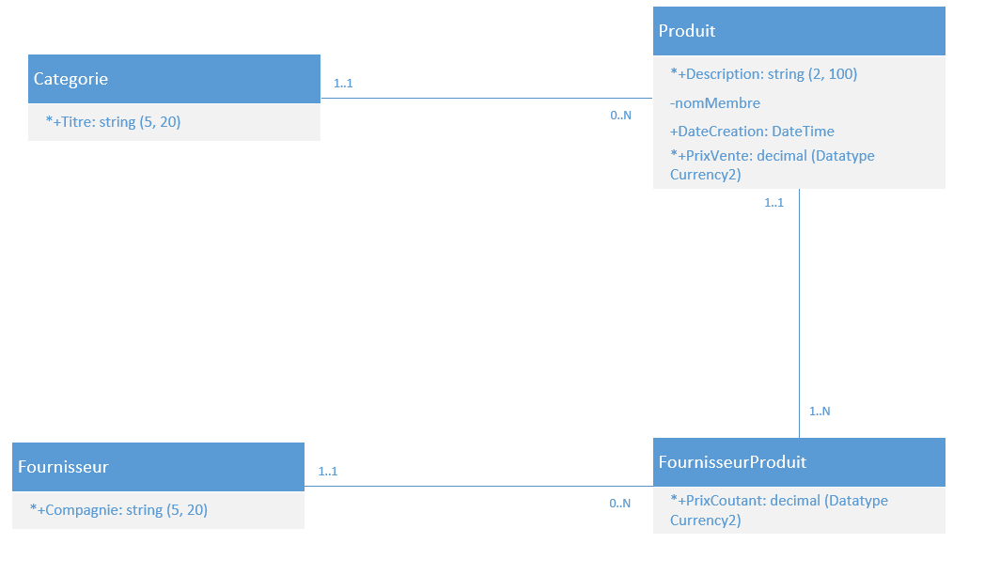 Produit
*+Description: string (2, 100)
-nomMembre
+DateCreation: DateTime
*+PrixVente: decimal (Datatype
Currency2)
Categorie
*+Titre: string (5, 20)
1..1
0..N
1..1
1..N
Fournisseur
*+Compagnie: string (5, 20)
1..1
0..N
FournisseurProduit
*+PrixCoutant: decimal (Datatype
Currency2)